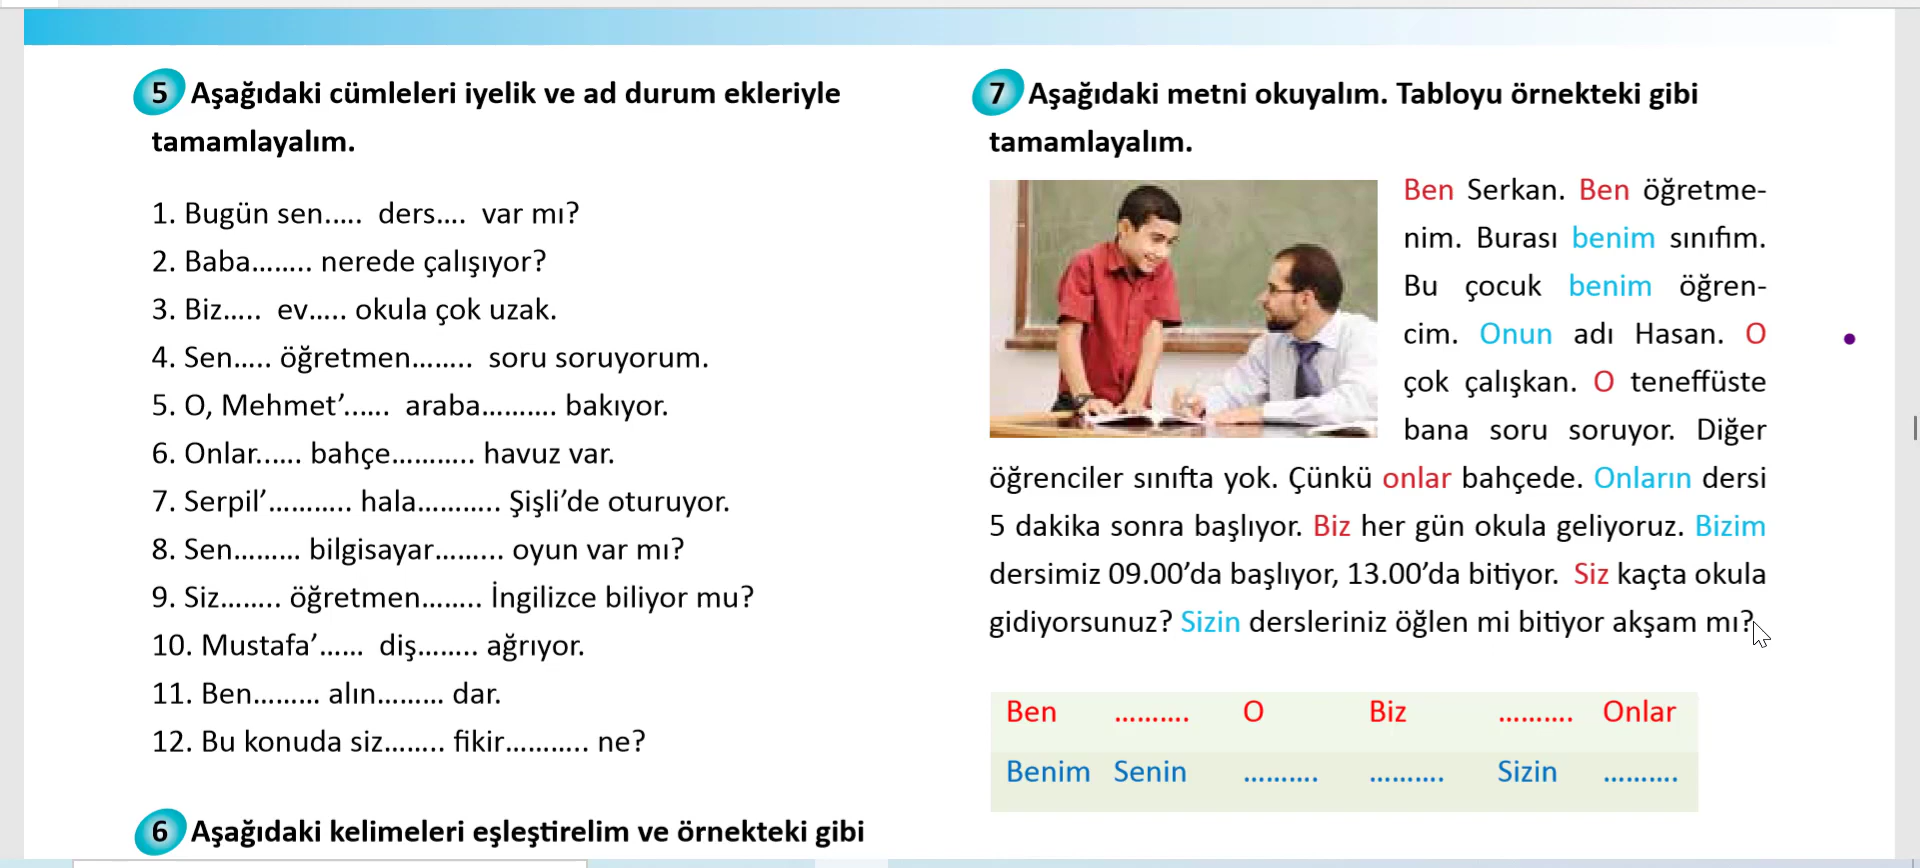 5 Aşağıdaki cümleleri iyelik ve ad durum ekleriyle
tamamlayalım.
1. Bugün sen..... ders.... var mı?
2. Baba........ nerede çalışıyor?
3. Biz..... ev..... okula çok uzak.
4. Sen..... öğretmen........ soru soruyorum.
5. O, Mehmet’...... araba.......... bakıyor.
6. Onlar...... bahçe........... havuz var.
7. Serpil’........... hala........... Şişli’de oturuyor.
8. Sen......... bilgisayar......... oyun var mı?
9. Siz........ öğretmen........ İngilizce biliyor mu?
10. Mustafa’...... diş........ ağrıyor.
11. Ben......... alın......... dar.
12. Bu konuda siz........ fikir........... ne?
6 Aşağıdaki kelimeleri eşleştirelim ve örnekteki gibi
7 Aşağıdaki metni okuyalım. Tabloyu örnekteki gibi
tamamlayalım.
Ben Serkan. Ben öğretme-
nim. Burası benim sınıfım.
Bu çocuk benim öğren-
cim. Onun adı Hasan. O
çok çalışkan. O teneffüste
bana soru soruyor. Diğer
öğrenciler sınıfta yok. Çünkü onlar bahçede. Onların dersi
5 dakika sonra başlıyor. Biz her gün okula geliyoruz. Bizim
dersimiz 09.00’da başlıyor, 13.00’da bitiyor. Siz kaçta okula
gidiyorsunuz? Sizin dersleriniz öğlen mi bitiyor akşam mı?
Ben .......... O Biz .......... Onlar
Benim Senin .......... .......... Sizin ..........